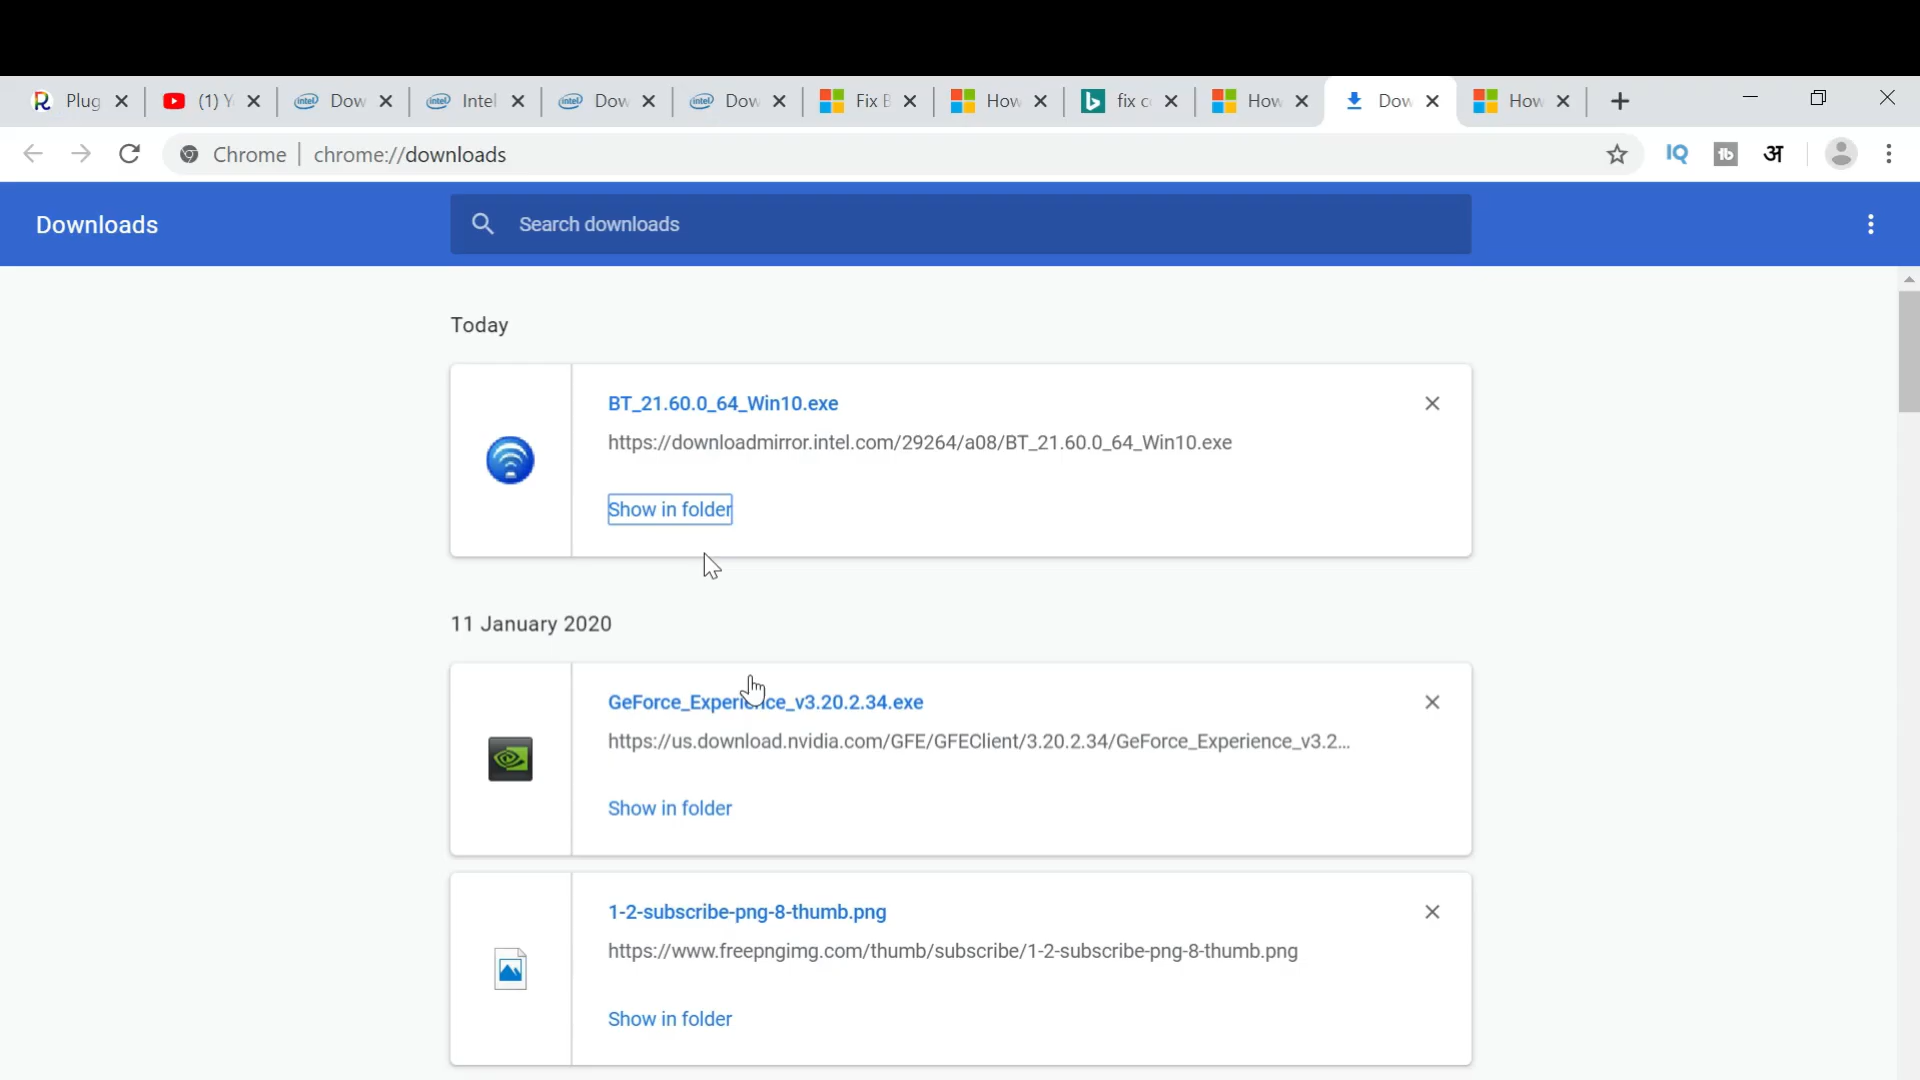 Plug
(1) Y
Dow
Intel
Dow
Dow
Fix B
How
fix c
How
Dow
How
Chrome | chrome://downloads
IQ
tb
अ
Downloads
Search downloads
Today
BT_21.60.0_64_Win10.exe
https://downloadmirror.intel.com/29264/a08/BT_21.60.0_64_Win10.exe
Show in folder
11 January 2020
GeForce_Experience_v3.20.2.34.exe
https://us.download.nvidia.com/GFE/GFEClient/3.20.2.34/GeForce_Experience_v3.2...
Show in folder
1-2-subscribe-png-8-thumb.png
https://www.freepngimg.com/thumb/subscribe/1-2-subscribe-png-8-thumb.png
Show in folder